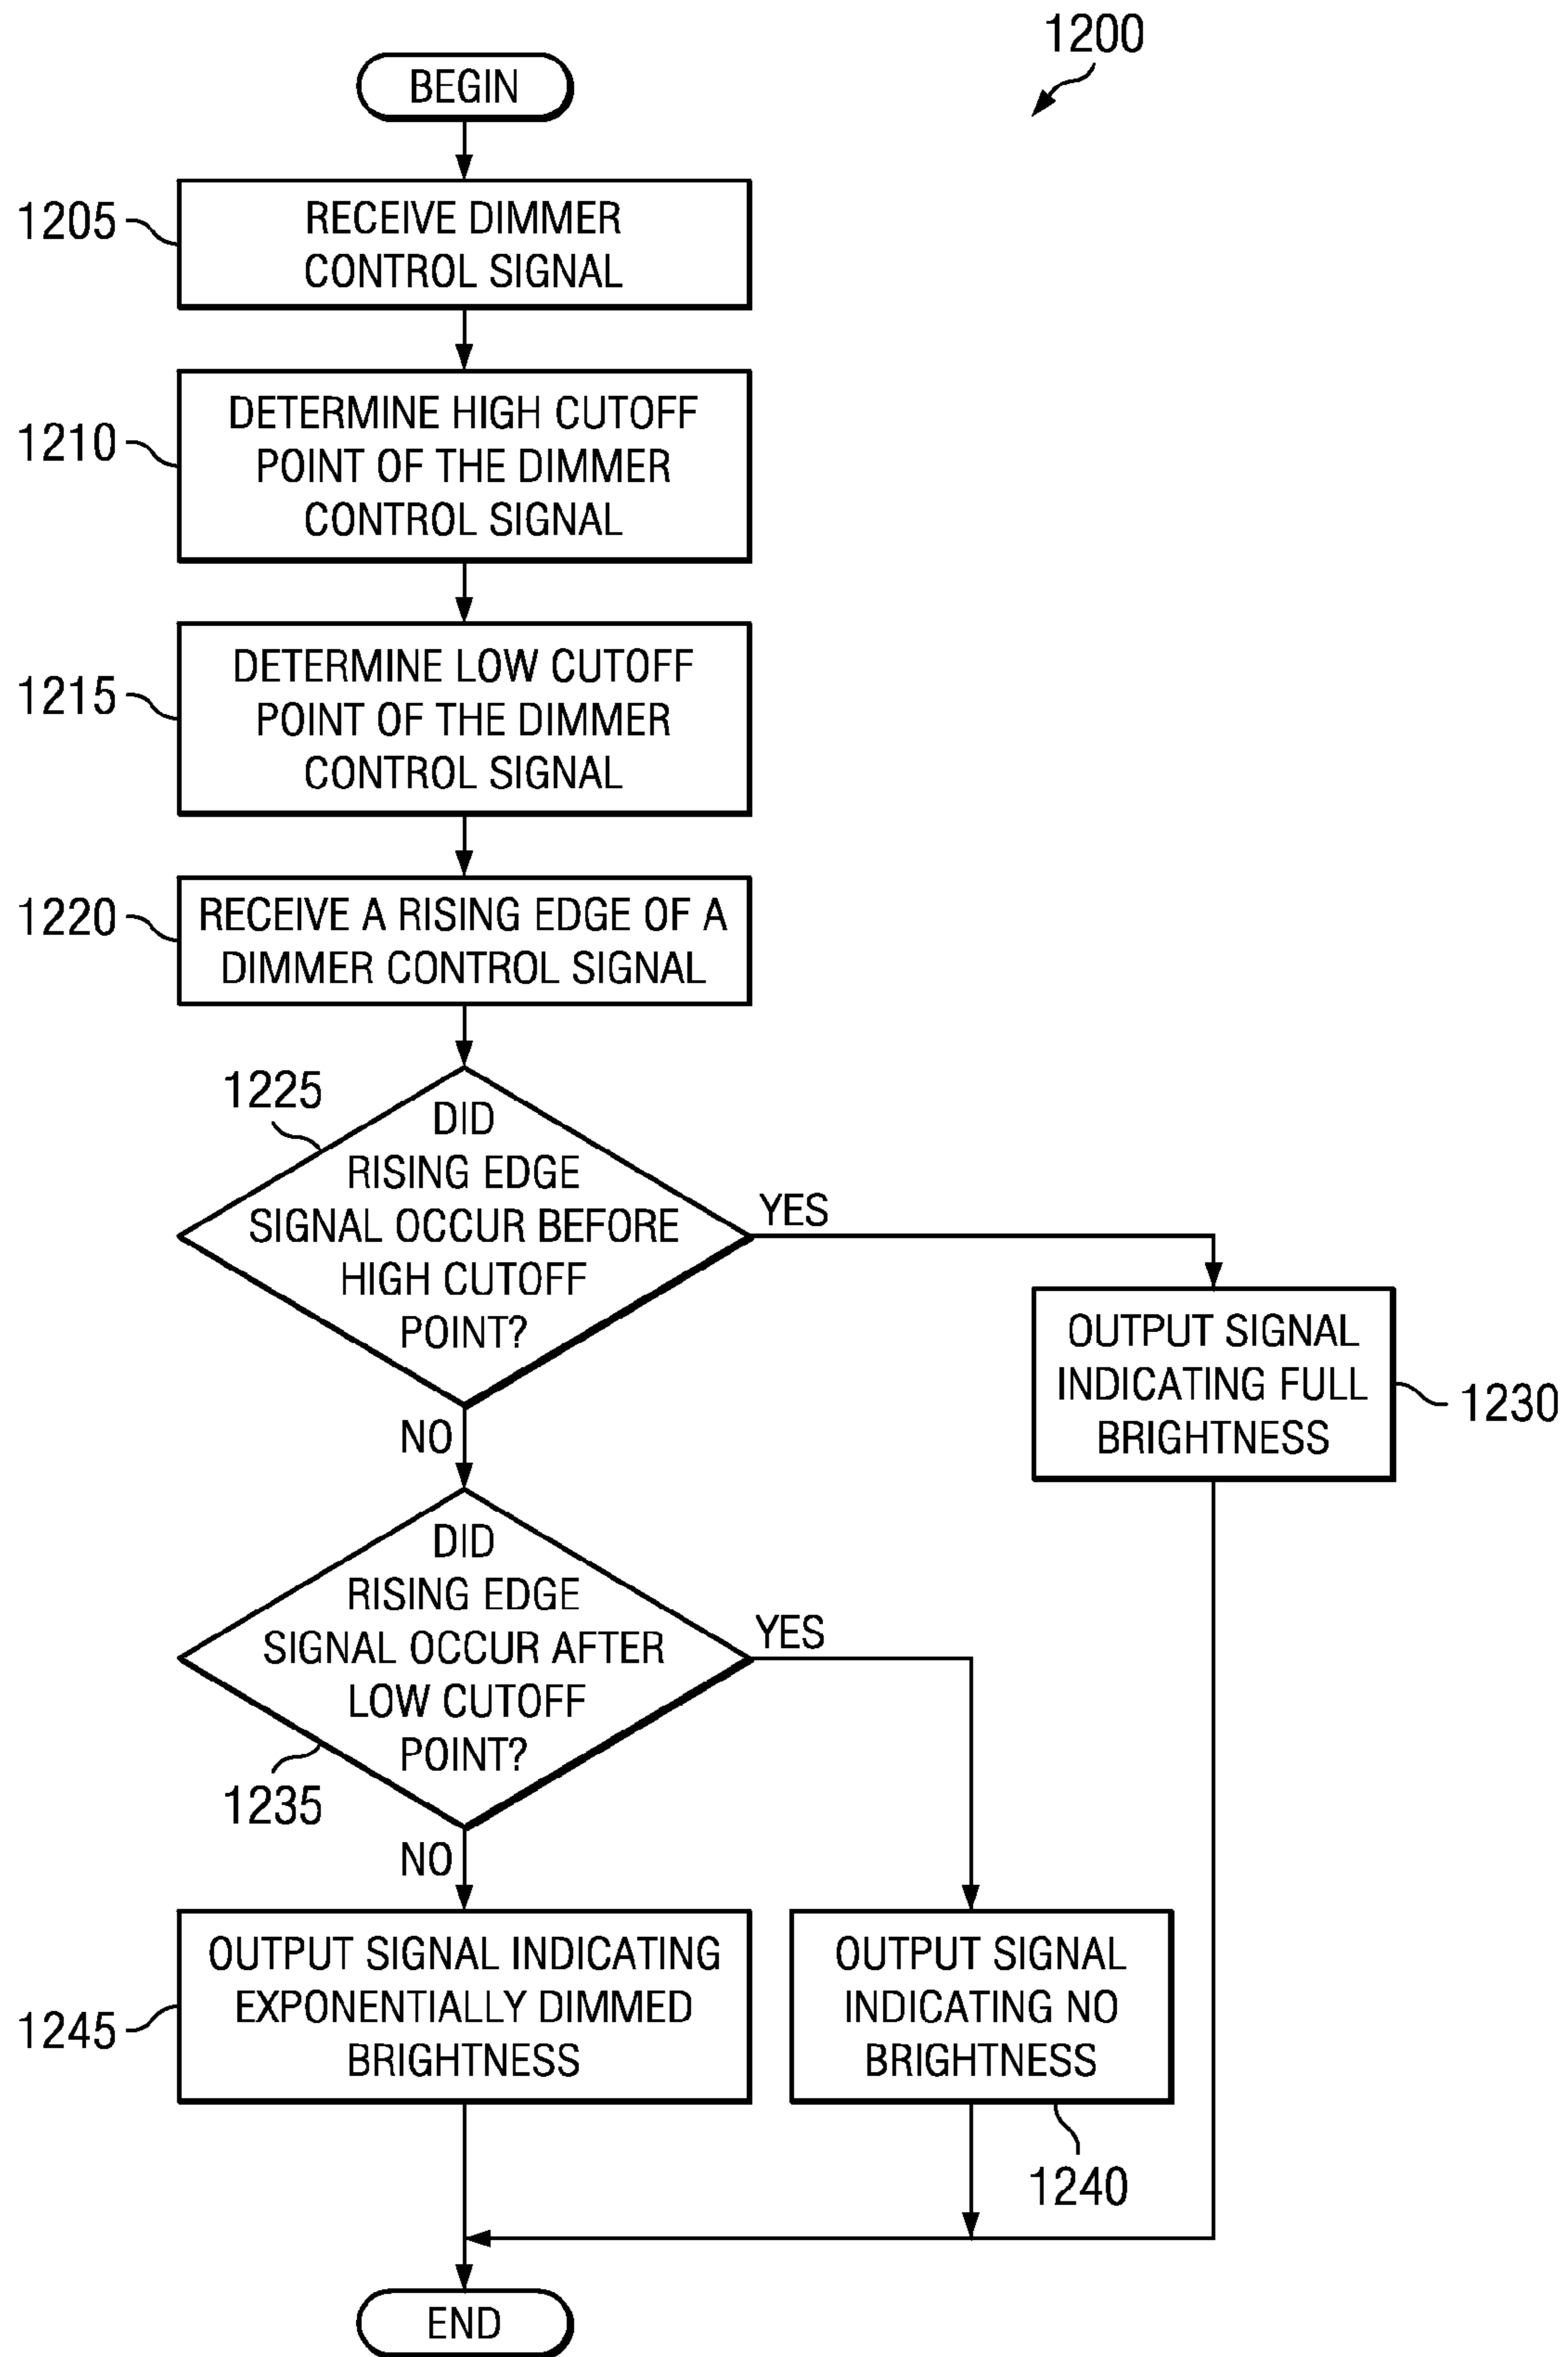 1200
BEGIN
1205
RECEIVE DIMMER
CONTROL SIGNAL
1210
DETERMINE HIGH CUTOFF
POINT OF THE DIMMER
CONTROL SIGNAL
1215
DETERMINE LOW CUTOFF
POINT OF THE DIMMER
CONTROL SIGNAL
1220
RECEIVE A RISING EDGE OF A
DIMMER CONTROL SIGNAL
1225
DID
RISING EDGE
SIGNAL OCCUR BEFORE
HIGH CUTOFF
POINT?
YES
OUTPUT SIGNAL
INDICATING FULL
BRIGHTNESS
1230
NO
DID
RISING EDGE
SIGNAL OCCUR AFTER
LOW CUTOFF
POINT?
YES
1235
NO
1245
OUTPUT SIGNAL INDICATING
EXPONENTIALLY DIMMED
BRIGHTNESS
OUTPUT SIGNAL
INDICATING NO
BRIGHTNESS
1240
END